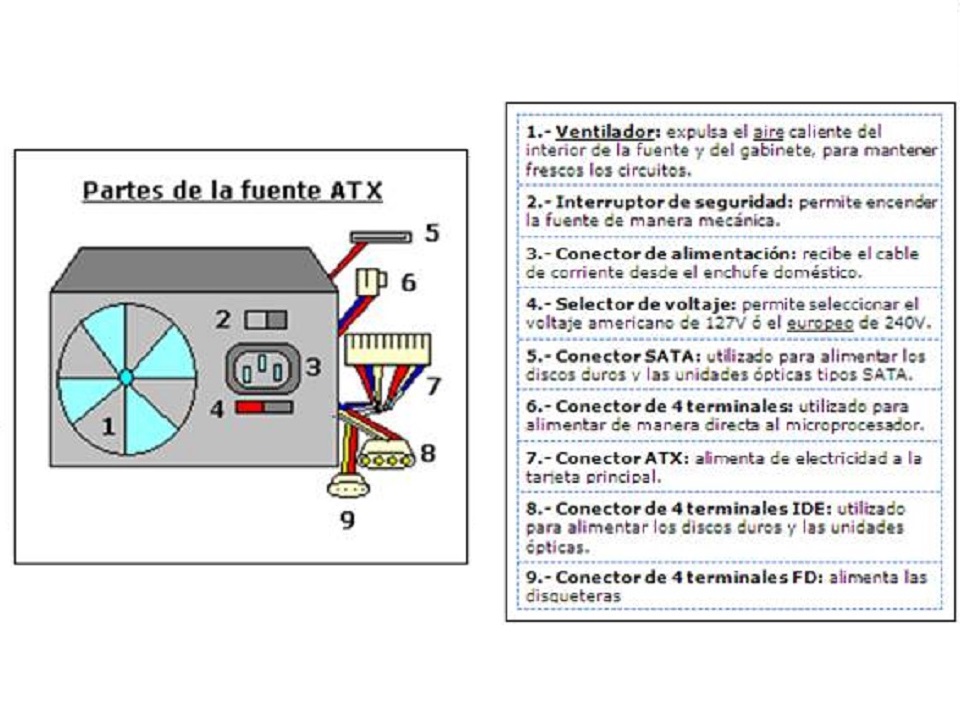 Partes de la fuente ATX
5
6
2
3
7
4
1
8
9
1.- Ventilador: expulsa el aire caliente del
interior de la fuente y del gabinete, para mantener
frescos los circuitos.
2.- Interruptor de seguridad: permite encender
la fuente de manera mecánica.
3.- Conector de alimentación: recibe el cable
de corriente desde el enchufe doméstico.
4.- Selector de voltaje: permite seleccionar el
voltaje americano de 127V ó el europeo de 240V.
5.- Conector SATA: utilizado para alimentar los
discos duros y las unidades ópticas tipos SATA.
6.- Conector de 4 terminales: utilizado para
alimentar de manera directa al microprocesador.
7.- Conector ATX: alimenta de electricidad a la
tarjeta principal.
8.- Conector de 4 terminales IDE: utilizado
para alimentar los discos duros y las unidades
ópticas.
9.- Conector de 4 terminales FD: alimenta las
disqueteras